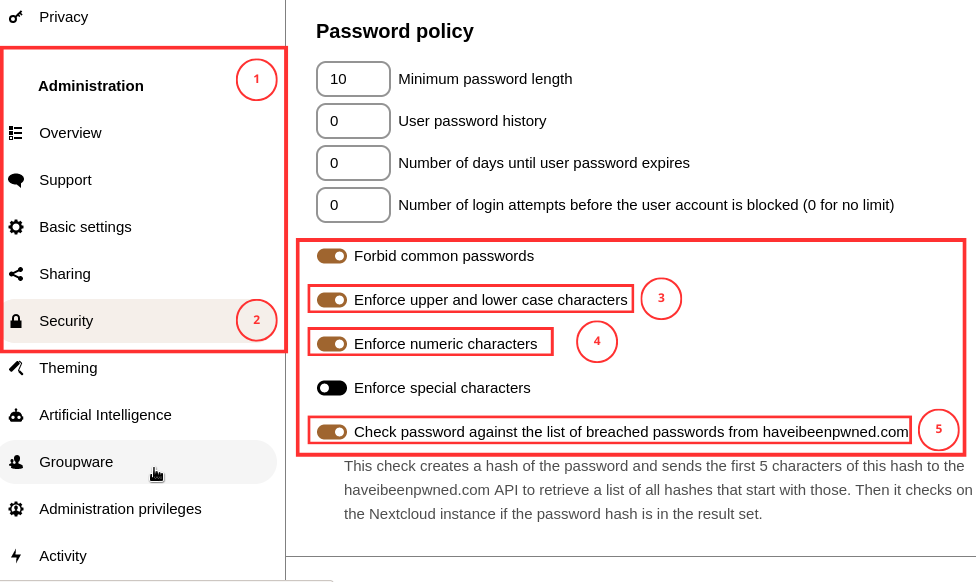 Privacy
Administration
1
Overview
Support
Basic settings
Sharing
Security
2
Theming
Artificial Intelligence
Groupware
Administration privileges
Activity
Password policy
10 Minimum password length
0 User password history
0 Number of days until user password expires
0 Number of login attempts before the user account is blocked (0 for no limit)
Forbid common passwords
Enforce upper and lower case characters
3
Enforce numeric characters
4
Enforce special characters
Check password against the list of breached passwords from haveibeenpwned.com
5
This check creates a hash of the password and sends the first 5 characters of this hash to the
haveibeenpwned.com API to retrieve a list of all hashes that start with those. Then it checks on
the Nextcloud instance if the password hash is in the result set.